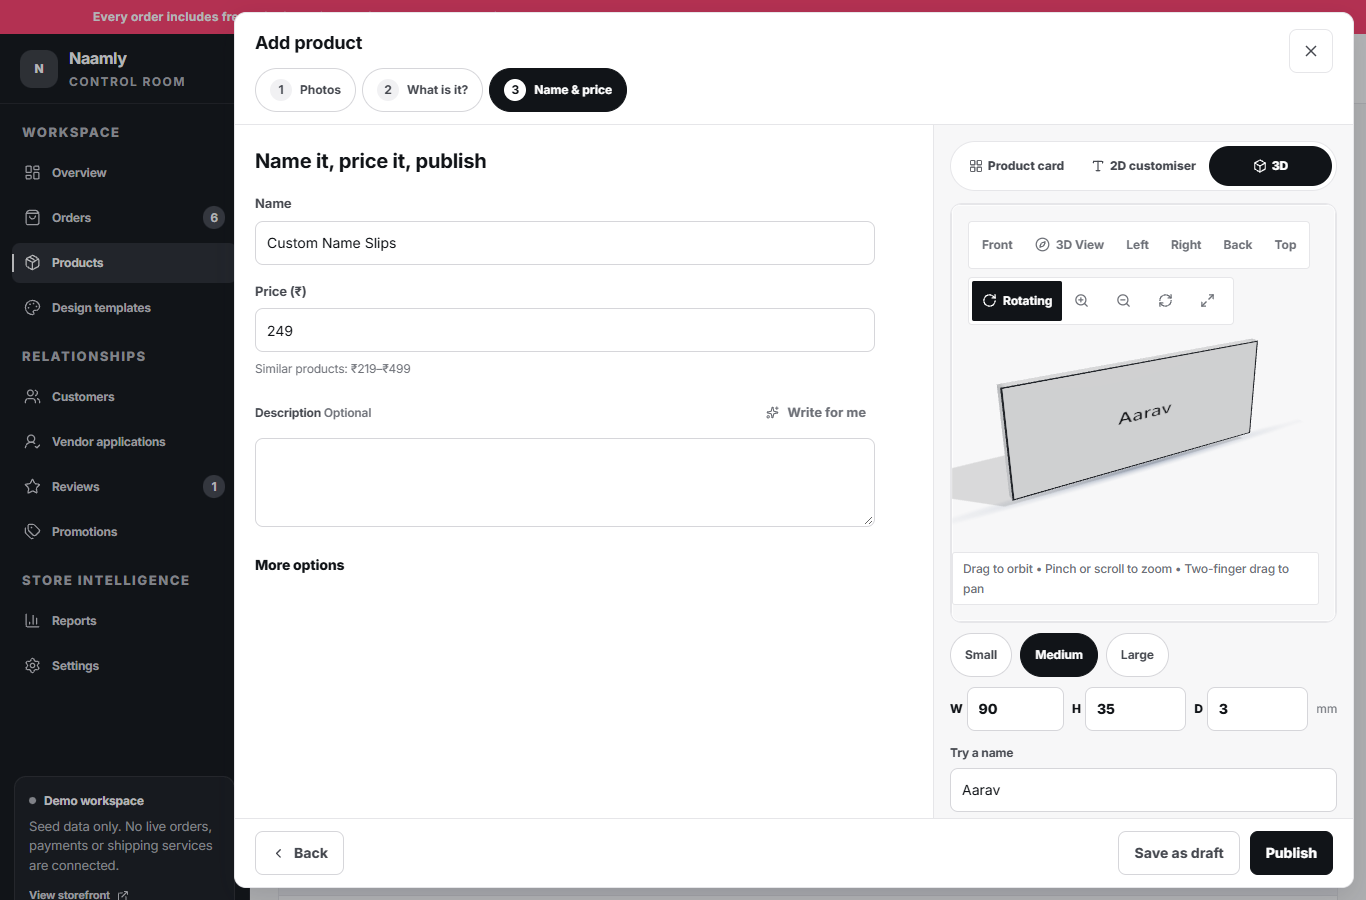 Every order includes fre
N
Naamly
CONTROL ROOM
WORKSPACE
Overview
Orders 6
Products
Design templates
RELATIONSHIPS
Customers
Vendor applications
Reviews 1
Promotions
STORE INTELLIGENCE
Reports
Settings
Demo workspace
Seed data only. No live orders,
payments or shipping services
are connected.
View storefront
Add product
1 Photos
2 What is it?
3 Name & price
Name it, price it, publish
Name
Custom Name Slips
Price (₹)
249
Similar products: ₹219–₹499
Description Optional
Write for me
More options
Product card
2D customiser
3D
Front
3D View
Left
Right
Back
Top
Rotating
Aarav
Drag to orbit • Pinch or scroll to zoom • Two-finger drag to
pan
Small
Medium
Large
W 90 H 35 D 3 mm
Try a name
Aarav
Back
Save as draft
Publish